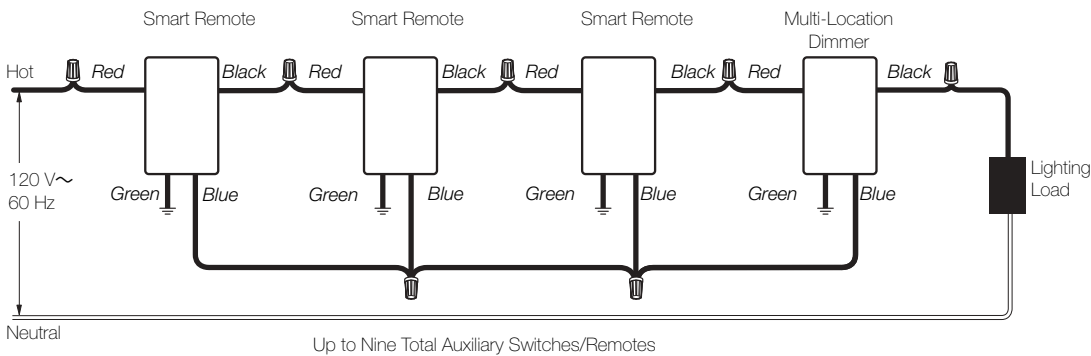 Smart Remote
Smart Remote
Smart Remote
Multi-Location
Dimmer
Hot
Red
Black
Red
Black
Red
Black
Red
Black
120 V~
60 Hz
Green
Blue
Green
Blue
Green
Blue
Green
Blue
Lighting
Load
Neutral
Up to Nine Total Auxiliary Switches/Remotes